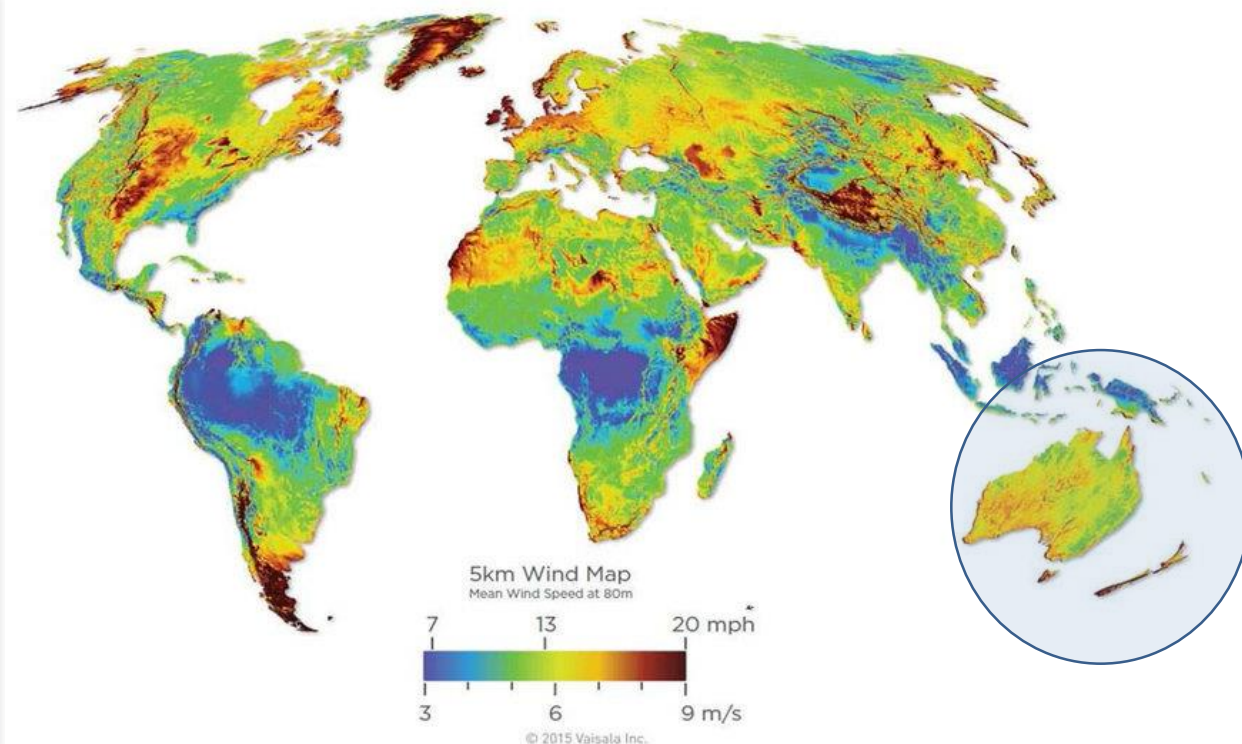 5km Wind Map
Mean Wind Speed at 80m
7 13 20 mph
3 6 9 m/s
© 2015 Vaisala Inc.